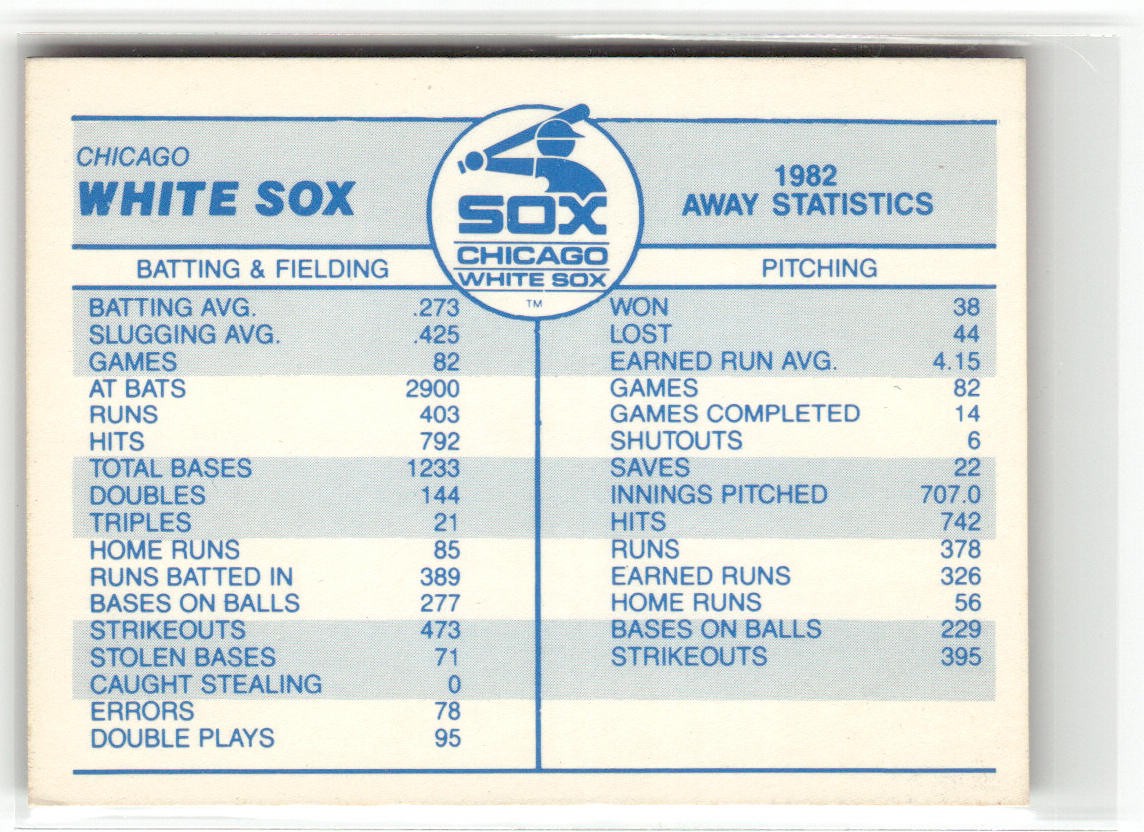 CHICAGO
WHITE SOX
SOX
CHICAGO
WHITE SOX
TM
1982
AWAY STATISTICS
BATTING & FIELDING
BATTING AVG. .273
SLUGGING AVG. .425
GAMES 82
AT BATS 2900
RUNS 403
HITS 792
TOTAL BASES 1233
DOUBLES 144
TRIPLES 21
HOME RUNS 85
RUNS BATTED IN 389
BASES ON BALLS 277
STRIKEOUTS 473
STOLEN BASES 71
CAUGHT STEALING 0
ERRORS 78
DOUBLE PLAYS 95
PITCHING
WON 38
LOST 44
EARNED RUN AVG. 4.15
GAMES 82
GAMES COMPLETED 14
SHUTOUTS 6
SAVES 22
INNINGS PITCHED 707.0
HITS 742
RUNS 378
EARNED RUNS 326
HOME RUNS 56
BASES ON BALLS 229
STRIKEOUTS 395